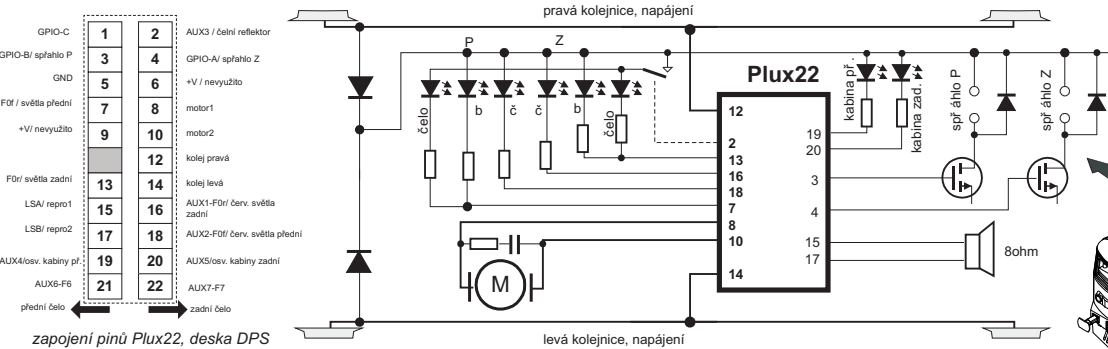 GPIO-C
1
2
AUX3 / čelní reflektor
GPIO-B/ spřahlo P
3
4
GPIO-A/ spřahlo Z
GND
5
6
+V / nevyužito
F0f / světla přední
7
8
motor1
+V/ nevyužito
9
10
motor2
12
kolej pravá
F0r/ světla zadní
13
14
kolej levá
LSA/ repro1
15
16
AUX1-F0r/ červ. světla
zadní
LSB/ repro2
17
18
AUX2-F0f/ červ. světla přední
AUX4/osv. kabiny př.
19
20
AUX5/osv. kabiny zadní
AUX6-F6
21
22
AUX7-F7
přední čelo
zadní čelo
zapojení pinů Plux22, deska DPS
pravá kolejnice, napájení
P
Z
čelo
b
č
č
b
čelo
Plux22
12
2
13
16
18
7
8
10
14
19
20
3
4
15
17
kabina př.
kabina zad.
spř áhlo P
spř áhlo Z
M
8ohm
levá kolejnice, napájení